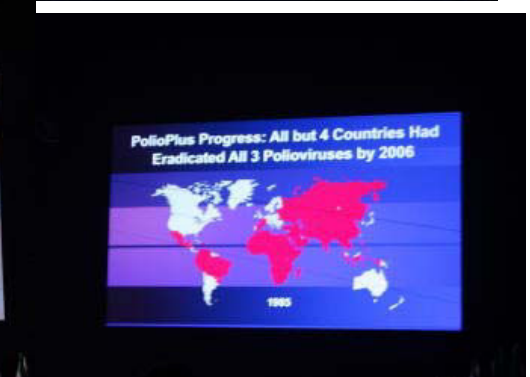 PolioPlus Progress: All but 4 Countries Had
Eradicated All 3 Polioviruses by 2006
1985